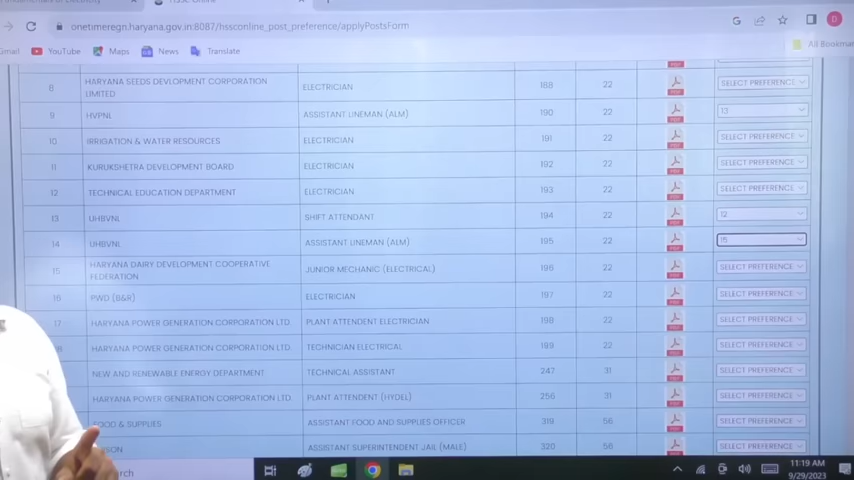 onetimeregn.haryana.gov.in:8087/hssconline_post_preference/applyPostsForm
Gmail YouTube Maps News Translate All Bookmar
8 HARYANA SEEDS DEVLOPMENT CORPORATION LIMITED ELECTRICIAN 188 22 SELECT PREFERENCE
9 HVPNL ASSISTANT LINEMAN (ALM) 190 22 13
10 IRRIGATION & WATER RESOURCES ELECTRICIAN 191 22 SELECT PREFERENCE
11 KURUKSHETRA DEVELOPMENT BOARD ELECTRICIAN 192 22 SELECT PREFERENCE
12 TECHNICAL EDUCATION DEPARTMENT ELECTRICIAN 193 22 SELECT PREFERENCE
13 UHBVNL SHIFT ATTENDANT 194 22 12
14 UHBVNL ASSISTANT LINEMAN (ALM) 195 22 15
15 HARYANA DAIRY DEVELOPMENT COOPERATIVE FEDERATION JUNIOR MECHANIC (ELECTRICAL) 196 22 SELECT PREFERENCE
16 PWD (B&R) ELECTRICIAN 197 22 SELECT PREFERENCE
17 HARYANA POWER GENERATION CORPORATION LTD. PLANT ATTENDENT ELECTRICIAN 198 22 SELECT PREFERENCE
8 HARYANA POWER GENERATION CORPORATION LTD. TECHNICIAN ELECTRICAL 199 22 SELECT PREFERENCE
NEW AND RENEWABLE ENERGY DEPARTMENT TECHNICAL ASSISTANT 247 31 SELECT PREFERENCE
HARYANA POWER GENERATION CORPORATION LTD. PLANT ATTENDENT (HYDEL) 256 31 SELECT PREFERENCE
FOOD & SUPPLIES ASSISTANT FOOD AND SUPPLIES OFFICER 319 56 SELECT PREFERENCE
ASSISTANT SUPERINTENDENT JAIL (MALE) 320 56 SELECT PREFERENCE
11:19 AM
9/29/2023